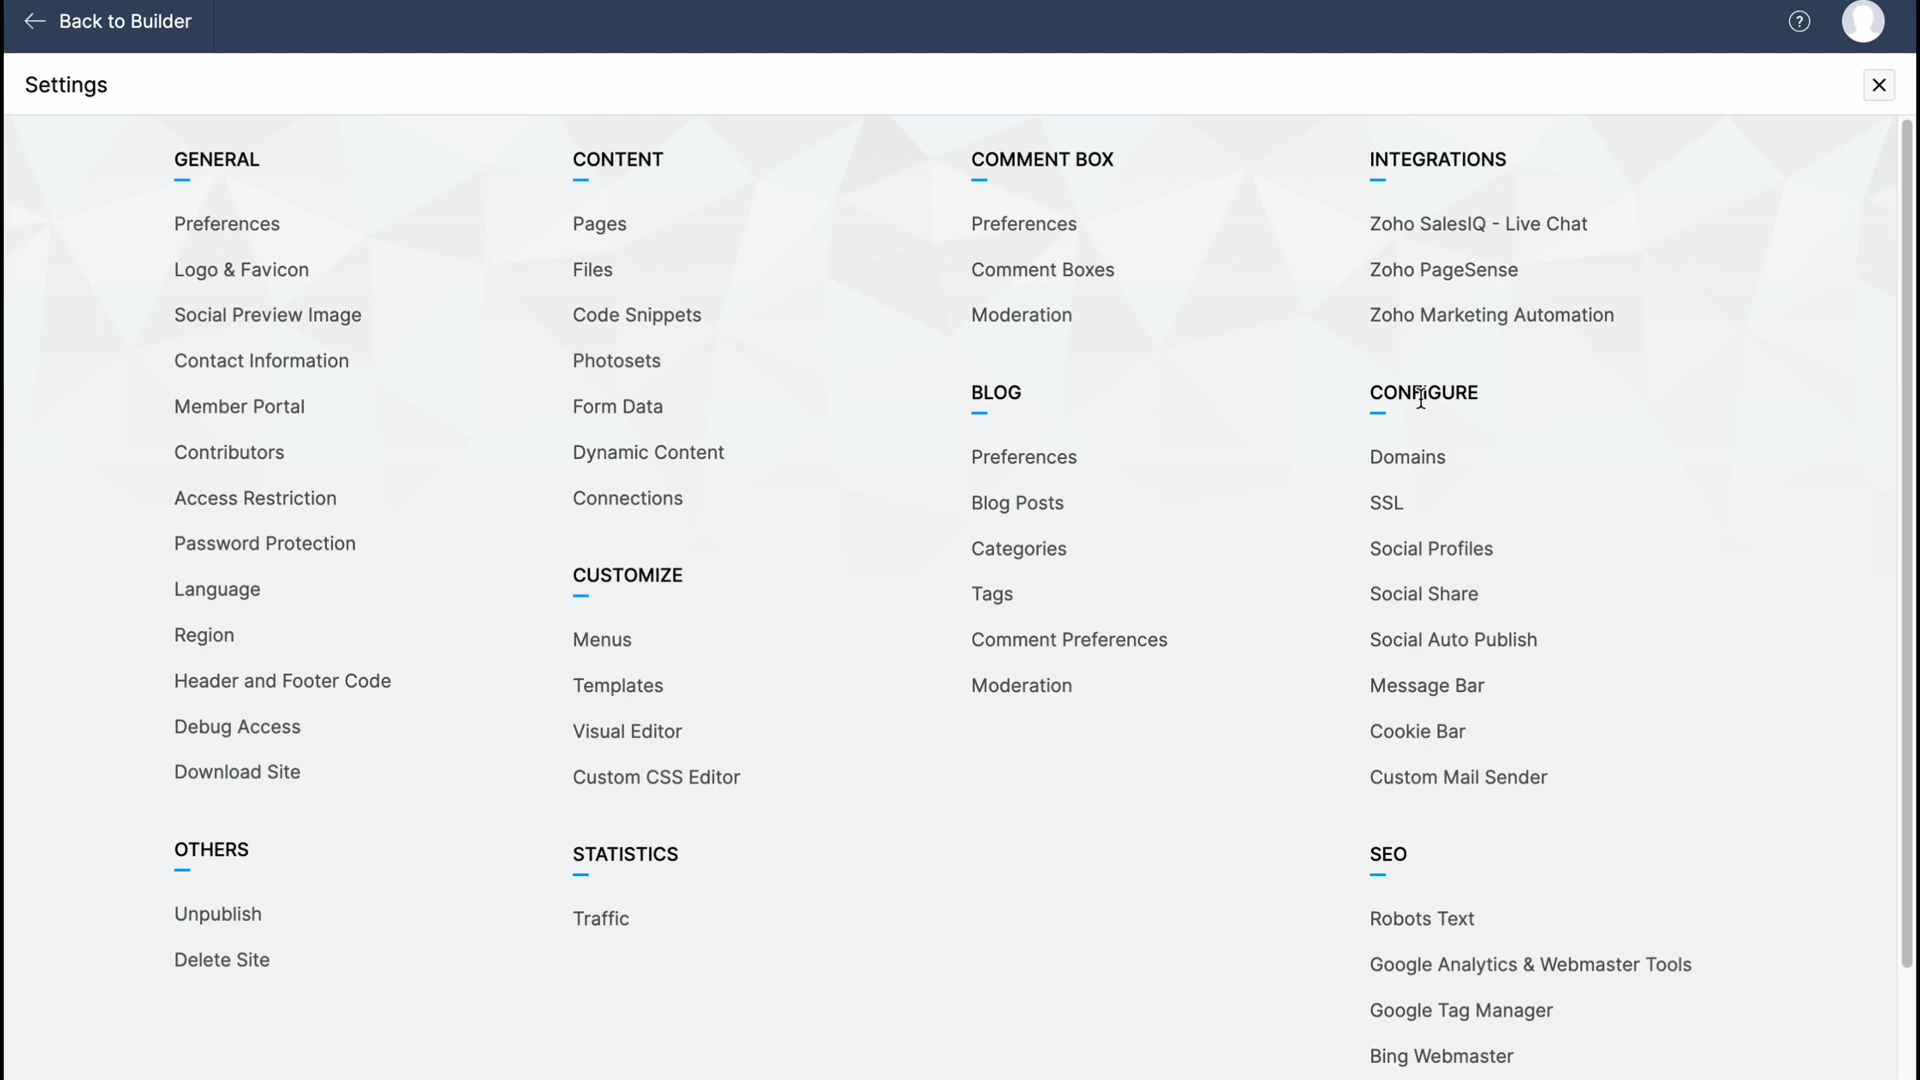 Back to Builder
?
Settings
GENERAL
Preferences
Logo & Favicon
Social Preview Image
Contact Information
Member Portal
Contributors
Access Restriction
Password Protection
Language
Region
Header and Footer Code
Debug Access
Download Site
OTHERS
Unpublish
Delete Site
CONTENT
Pages
Files
Code Snippets
Photosets
Form Data
Dynamic Content
Connections
CUSTOMIZE
Menus
Templates
Visual Editor
Custom CSS Editor
STATISTICS
Traffic
COMMENT BOX
Preferences
Comment Boxes
Moderation
BLOG
Preferences
Blog Posts
Categories
Tags
Comment Preferences
Moderation
INTEGRATIONS
Zoho SalesIQ - Live Chat
Zoho PageSense
Zoho Marketing Automation
CONFIGURE
Domains
SSL
Social Profiles
Social Share
Social Auto Publish
Message Bar
Cookie Bar
Custom Mail Sender
SEO
Robots Text
Google Analytics & Webmaster Tools
Google Tag Manager
Bing Webmaster